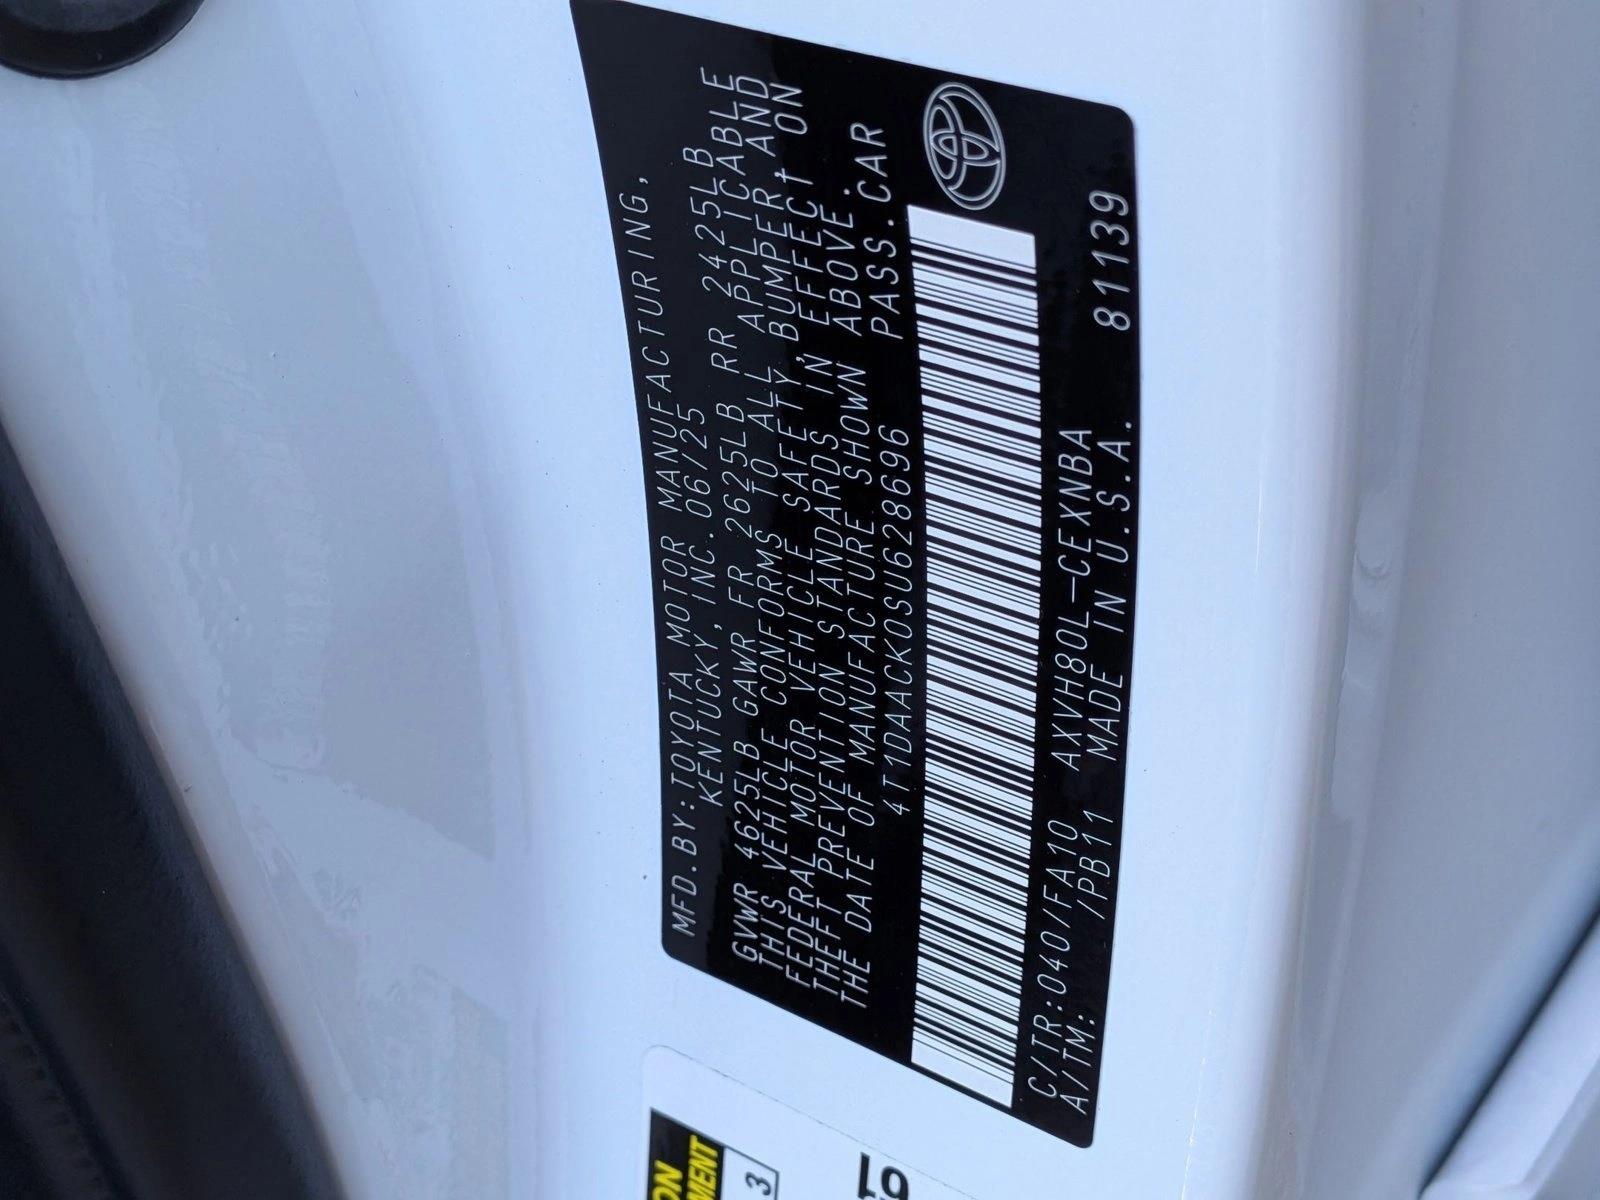 MFD.BY:TOYOTA MOTOR MANUFACTURING,
KENTUCKY, INC. 06/25
GVWR 4625LB GAWR FR 2625LB RR 2425LB
THIS VEHICLE CONFORMS TO ALL APPLICABLE
FEDERAL MOTOR VEHICLE SAFETY, BUMPER, AND
THEFT PREVENTION STANDARDS IN EFFECT ON
THE DATE OF MANUFACTURE SHOWN ABOVE.
4T1DAACK0SU628696 PASS.CAR
C/TR:040/FA10 AXVH80L-CEXNBA
A/TM: /PB11 MADE IN U.S.A. 81139
3
61